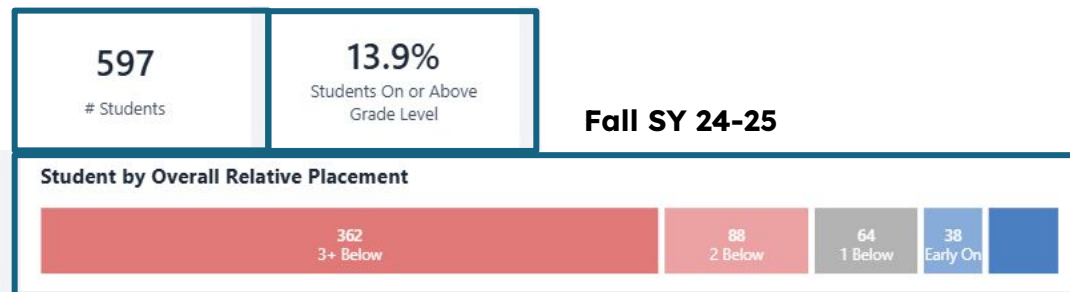 597
# Students
13.9%
Students On or Above
Grade Level
Fall SY 24-25
Student by Overall Relative Placement
362
3+ Below
88
2 Below
64
1 Below
38
Early On